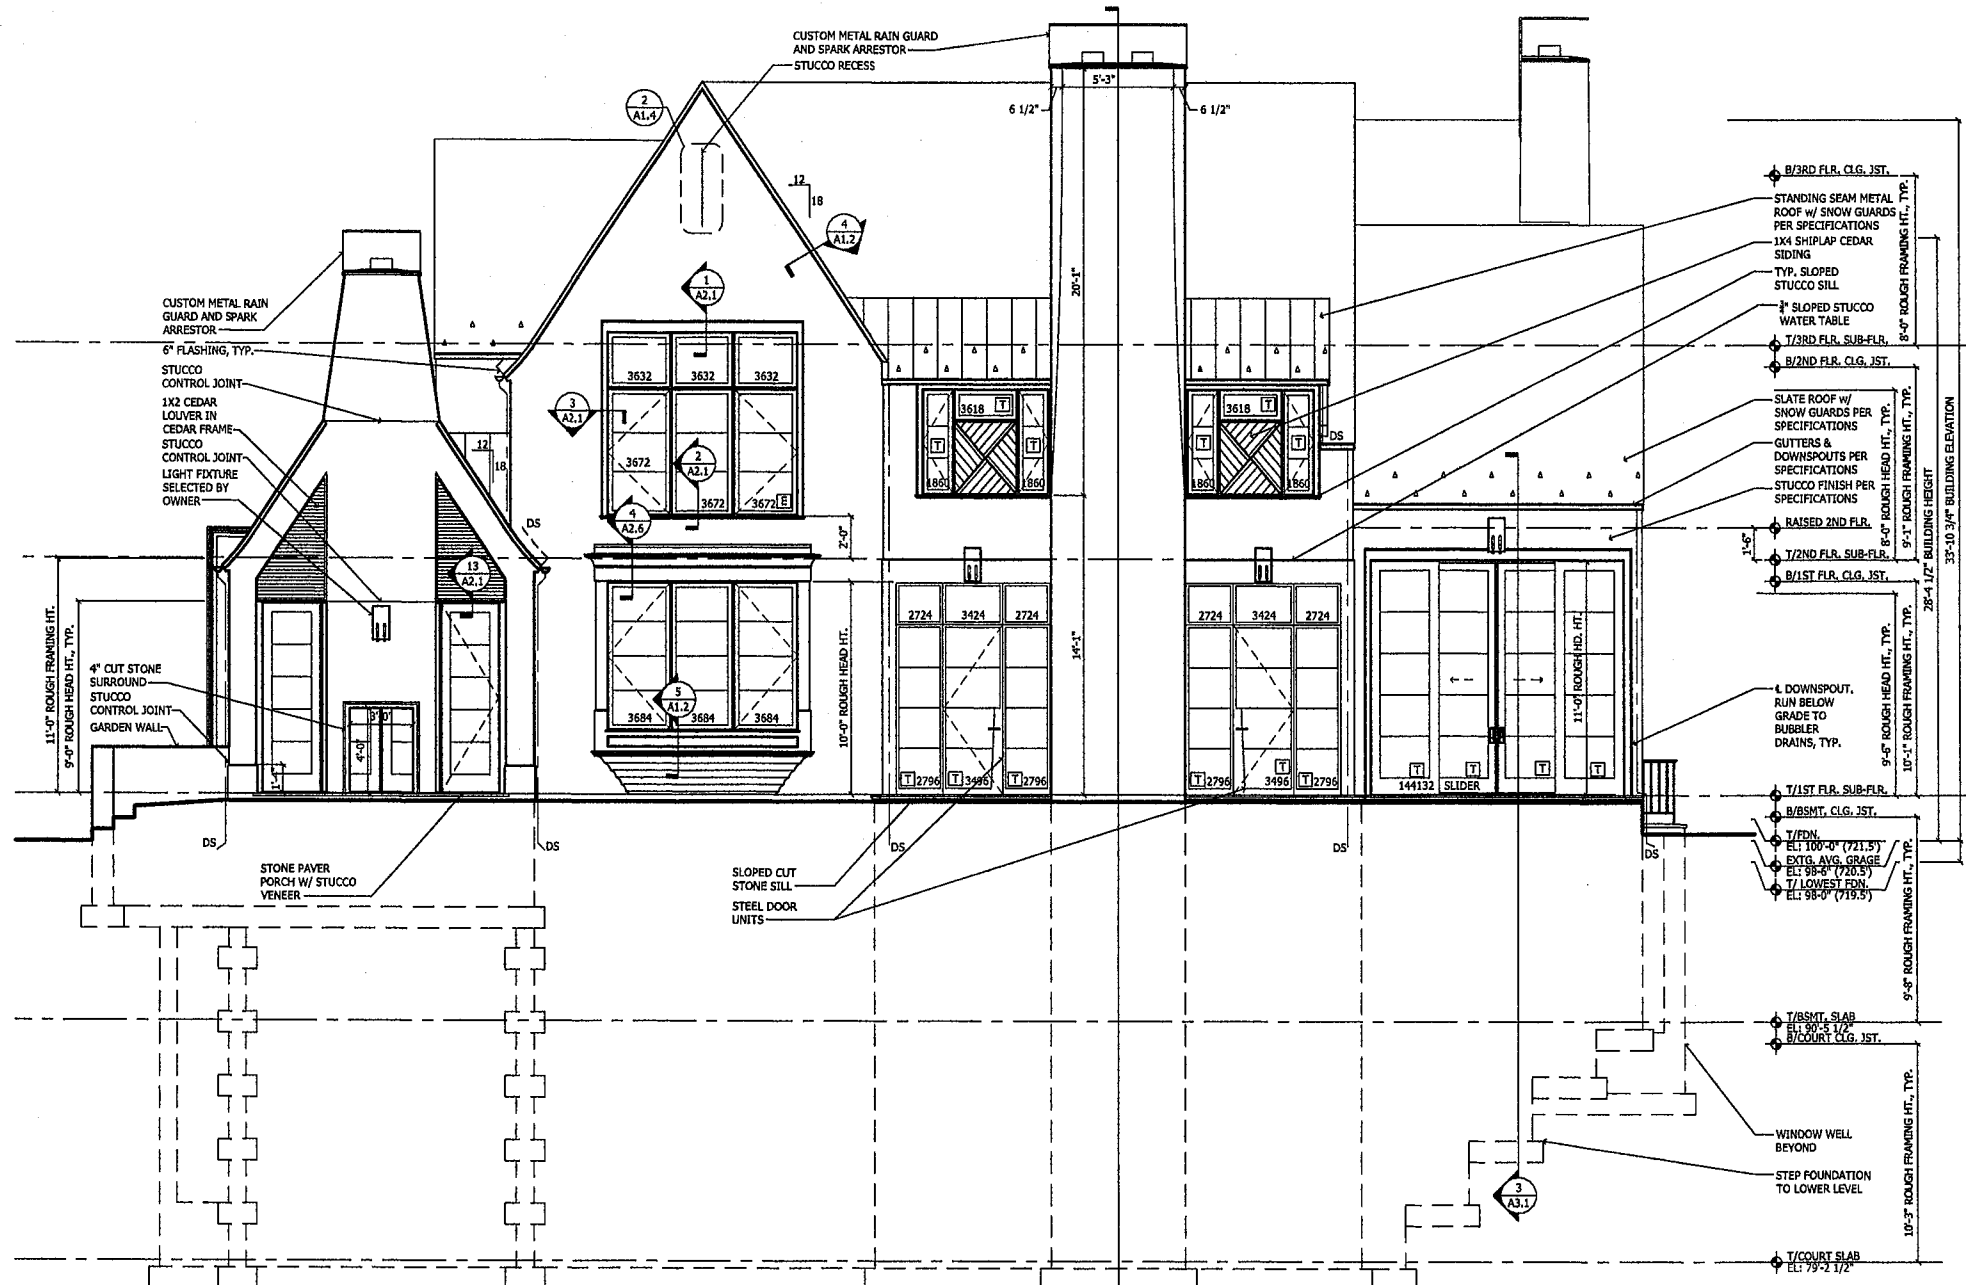 CUSTOM METAL RAIN GUARD
AND SPARK ARRESTOR
STUCCO RECESS
5'-3"
6 1/2"
6 1/2"
2
A1.4
12
18
4
A1.2
1
A2.1
CUSTOM METAL RAIN
GUARD AND SPARK
ARRESTOR
6" FLASHING, TYP.
STUCCO
CONTROL JOINT
1X2 CEDAR
LOUVER IN
CEDAR FRAME
STUCCO
CONTROL JOINT
LIGHT FIXTURE
SELECTED BY
OWNER
12
18
DS
3
A2.1
3632
3632
3632
3672
2
A2.1
3672
3672
E
4
A2.6
2'-0"
20'-1"
14'-1"
3618
T
T
T
1860
1860
3618
T
T
T
1860
1860
DS
13
A2.1
11'-0" ROUGH FRAMING HT.
9'-0" ROUGH HEAD HT., TYP.
4" CUT STONE
SURROUND
STUCCO
CONTROL JOINT
GARDEN WALL
3'-0"
4'-0"
1'-4"
5
A1.2
3684
3684
3684
10'-0" ROUGH HEAD HT.
2724
3424
2724
T
2796
T
3496
T
2796
2724
3424
2724
T
2796
T
3496
T
2796
11'-0" ROUGH HD. HT.
T
T
T
T
144132
SLIDER
DS
DS
DS
DS
DS
STONE PAVER
PORCH W/ STUCCO
VENEER
SLOPED CUT
STONE SILL
STEEL DOOR
UNITS
B/3RD FLR. CLG. JST.
STANDING SEAM METAL
ROOF w/ SNOW GUARDS
PER SPECIFICATIONS
1X4 SHIPLAP CEDAR
SIDING
TYP. SLOPED
STUCCO SILL
SLOPED STUCCO
WATER TABLE
T/3RD FLR. SUB-FLR.
B/2ND FLR. CLG. JST.
SLATE ROOF w/
SNOW GUARDS PER
SPECIFICATIONS
GUTTERS &
DOWNSPOUTS PER
SPECIFICATIONS
STUCCO FINISH PER
SPECIFICATIONS
RAISED 2ND FLR.
1'-6"
T/2ND FLR. SUB-FLR.
B/1ST FLR. CLG. JST.
DOWNSPOUT,
RUN BELOW
GRADE TO
BUBBLER
DRAINS, TYP.
T/1ST FLR. SUB-FLR.
B/BSMT. CLG. JST.
T/FDN.
EL: 100'-0" (721.5')
EXTG. AVG. GRAGE
EL: 98-6" (720.5')
T/ LOWEST FDN.
EL: 98-0" (719.5')
8'-0" ROUGH FRAMING HT., TYP.
8'-0" ROUGH HEAD HT., TYP.
9'-1" ROUGH FRAMING HT., TYP.
28'-4 1/2" BUILDING HEIGHT
33'-10 3/4" BUILDING ELEVATION
9'-6" ROUGH HEAD HT., TYP.
10'-1" ROUGH FRAMING HT., TYP.
9'-8" ROUGH FRAMING HT., TYP.
T/BSMT. SLAB
EL: 90'-5 1/2"
B/COURT CLG. JST.
10'-3" ROUGH FRAMING HT., TYP.
WINDOW WELL
BEYOND
STEP FOUNDATION
TO LOWER LEVEL
3
A3.1
T/COURT SLAB
EL: 79'-2 1/2"